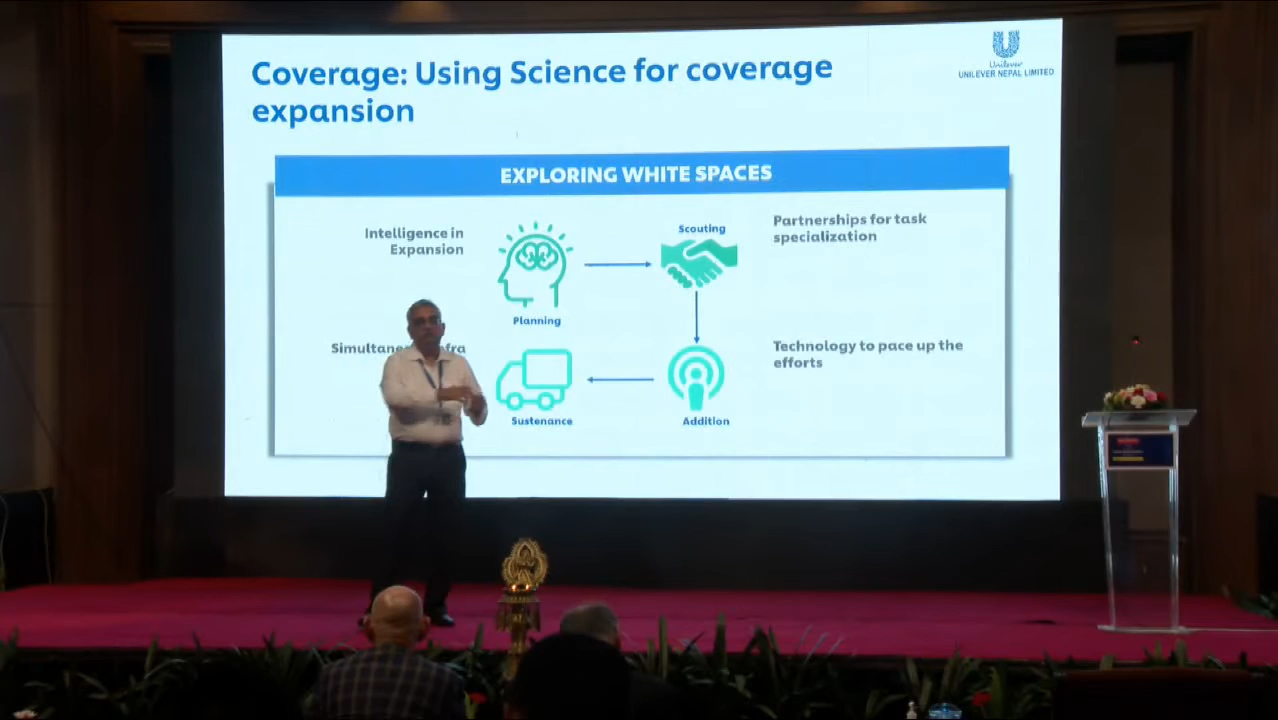 Coverage: Using Science for coverage
expansion
Unilever
UNILEVER NEPAL LIMITED
EXPLORING WHITE SPACES
Intelligence in
Expansion
Planning
Scouting
Partnerships for task
specialization
Sustenance
Addition
Technology to pace up the
efforts